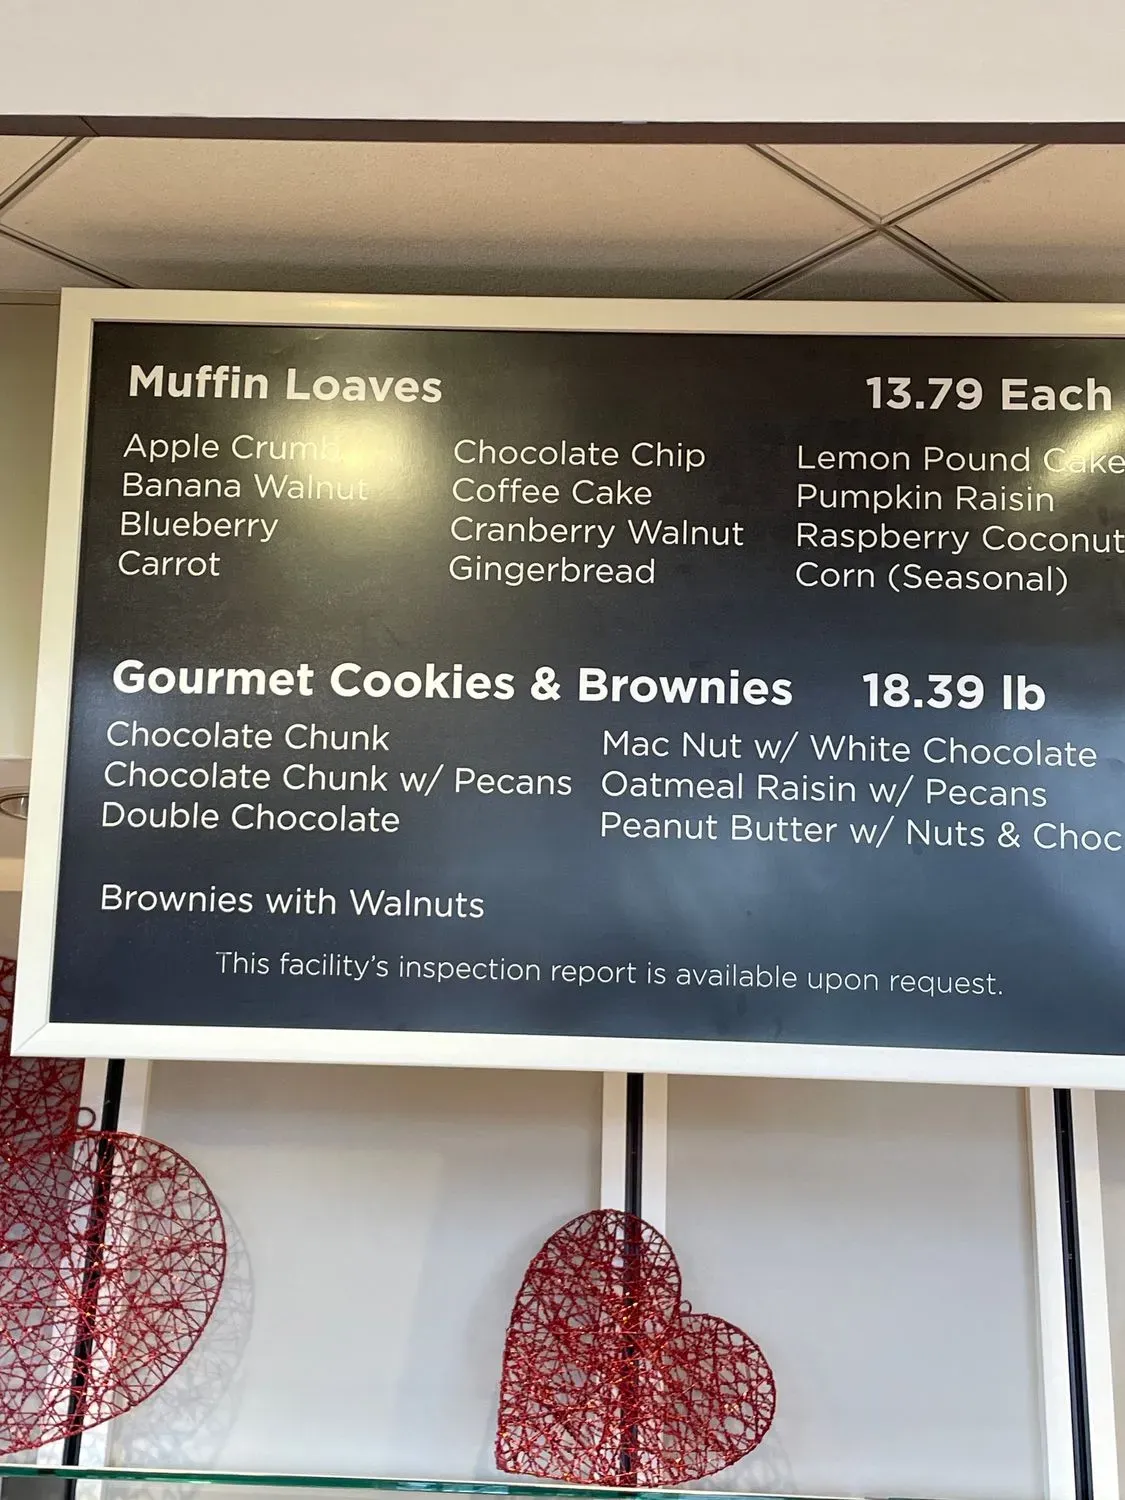 Muffin Loaves 13.79 Each
Apple Crumb
Banana Walnut
Blueberry
Carrot
Chocolate Chip
Coffee Cake
Cranberry Walnut
Gingerbread
Lemon Pound Cake
Pumpkin Raisin
Raspberry Coconut
Corn (Seasonal)
Gourmet Cookies & Brownies 18.39 lb
Chocolate Chunk
Chocolate Chunk w/ Pecans
Double Chocolate
Mac Nut w/ White Chocolate
Oatmeal Raisin w/ Pecans
Peanut Butter w/ Nuts & Choc
Brownies with Walnuts
This facility's inspection report is available upon request.